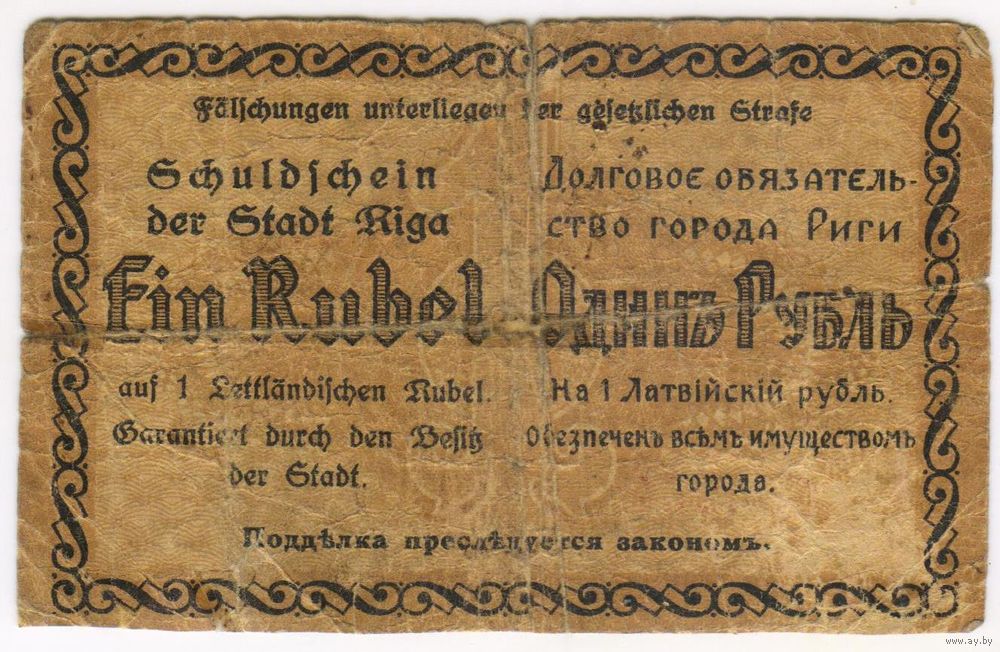 Fälschungen unterliegen der gesetzlichen Strafe
Schuldschein
der Stadt Riga
Ein Rubel
auf 1 Lettländischen Rubel.
Garantiert durch den Besitz
der Stadt.
Долговое обязатель-
ство города Риги
Одинъ Рубль
На 1 Латвійскій рубль.
Обезпеченъ всѣмъ имуществомъ
города.
Поддѣлка преслѣдуется закономъ.
www.ay.by